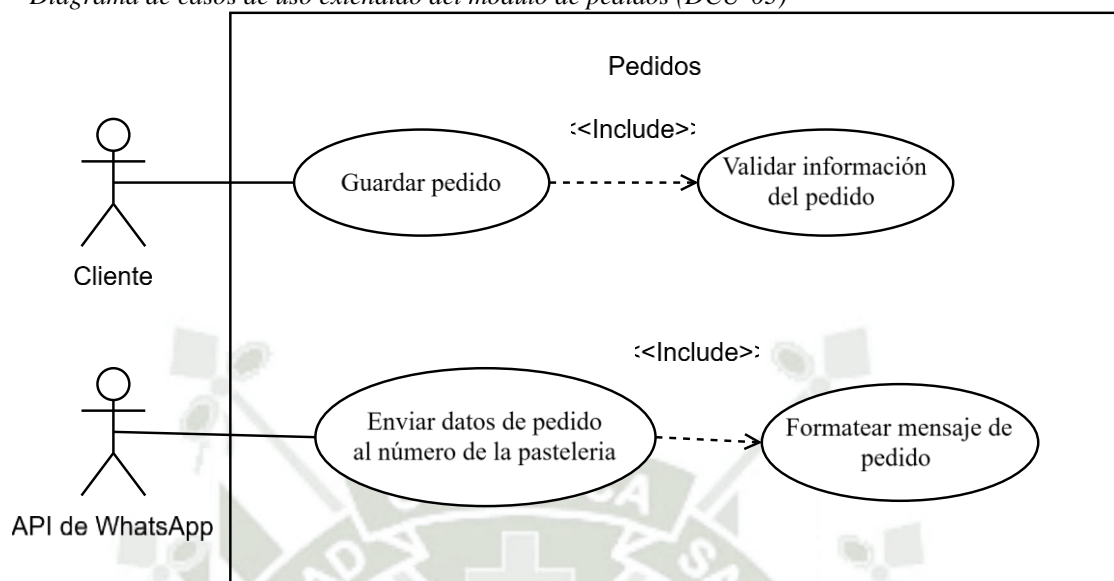 Diagrama de casos de uso extendido del módulo de pedidos (DCU-03)
Pedidos
<<Include>>
Guardar pedido
Validar información
del pedido
Cliente
<<Include>>
Enviar datos de pedido
al número de la pasteleria
Formatear mensaje de
pedido
API de WhatsApp